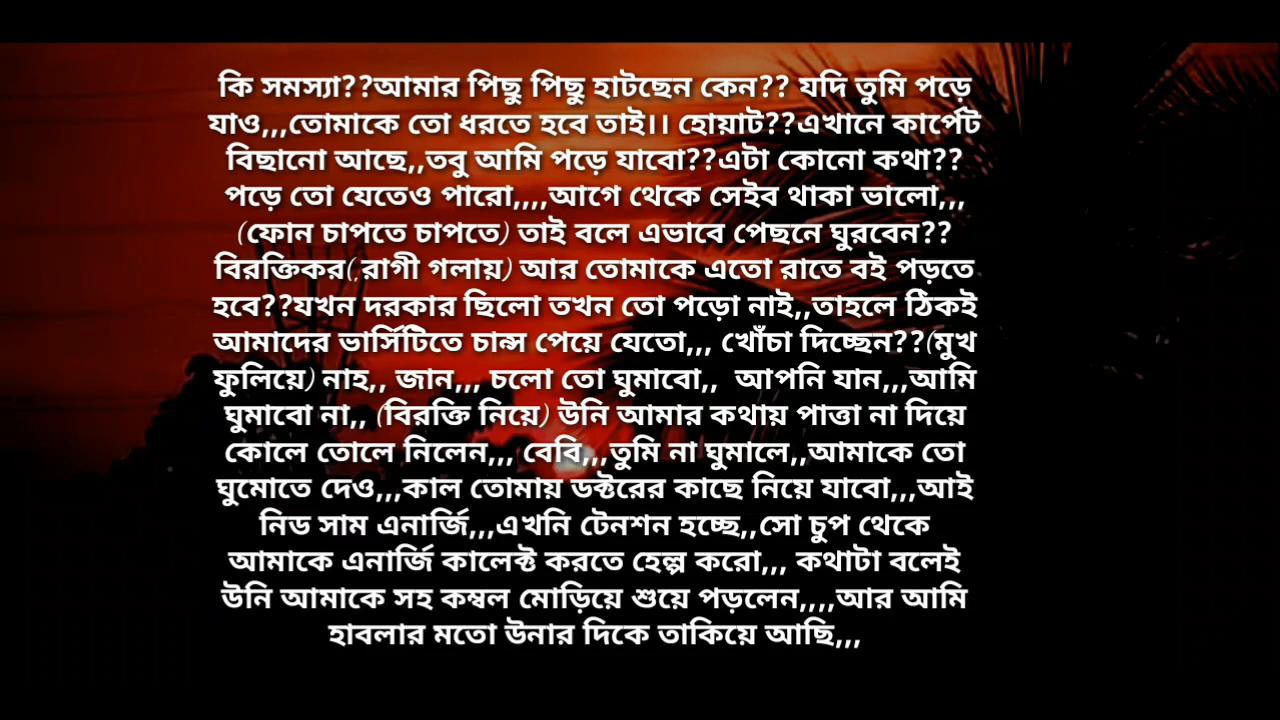 কি সমস্যা??আমার পিছু পিছু হাটছেন কেন?? যদি তুমি পড়ে
যাও,,,তোমাকে তো ধরতে হবে তাই।। হোয়াট??এখানে কার্পেট
বিছানো আছে,,তবু আমি পড়ে যাবো??এটা কোনো কথা??
পড়ে তো যেতেও পারো,,,,আগে থেকে সেইব থাকা ভালো,,,
(ফোন চাপতে চাপতে) তাই বলে এভাবে পেছনে ঘুরবেন??
বিরক্তিকর(,রাগী গলায়) আর তোমাকে এতো রাতে বই পড়তে
হবে??যখন দরকার ছিলো তখন তো পড়ো নাই,,তাহলে ঠিকই
আমাদের ভার্সিটিতে চান্স পেয়ে যেতো,,, খোঁচা দিচ্ছেন??(মুখ
ফুলিয়ে) নাহ,, জান,,, চলো তো ঘুমাবো,, আপনি যান,,,আমি
ঘুমাবো না,, (বিরক্তি নিয়ে) উনি আমার কথায় পাত্তা না দিয়ে
কোলে তোলে নিলেন,,, বেবি,,,তুমি না ঘুমালে,,আমাকে তো
ঘুমোতে দেও,,,কাল তোমায় ডক্টরের কাছে নিয়ে যাবো,,,আই
নিড সাম এনার্জি,,,এখনি টেনশন হচ্ছে,,সো চুপ থেকে
আমাকে এনার্জি কালেক্ট করতে হেল্প করো,,, কথাটা বলেই
উনি আমাকে সহ কম্বল মোড়িয়ে শুয়ে পড়লেন,,,,আর আমি
হাবলার মতো উনার দিকে তাকিয়ে আছি,,,